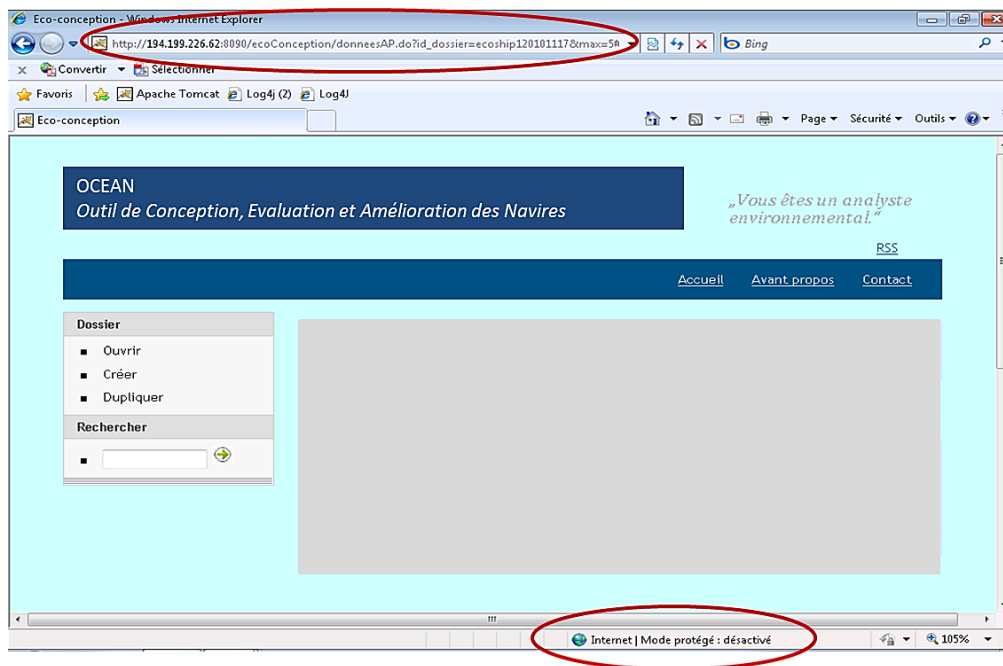 Eco-conception - Windows Internet Explorer
http://194.199.226.62:8090/ecoConception/donneesAP.do?id_dossier=ecoship120101117&max=5#
Bing
x Convertir Sélectionner
Favoris Apache Tomcat Log4j (2) Log4J
Eco-conception
Page Sécurité Outils
OCEAN
Outil de Conception, Evaluation et Amélioration des Navires
„Vous êtes un analyste
environnemental.“
RSS
Accueil Avant propos Contact
Dossier
Ouvrir
Créer
Dupliquer
Rechercher
Internet | Mode protégé : désactivé
105%